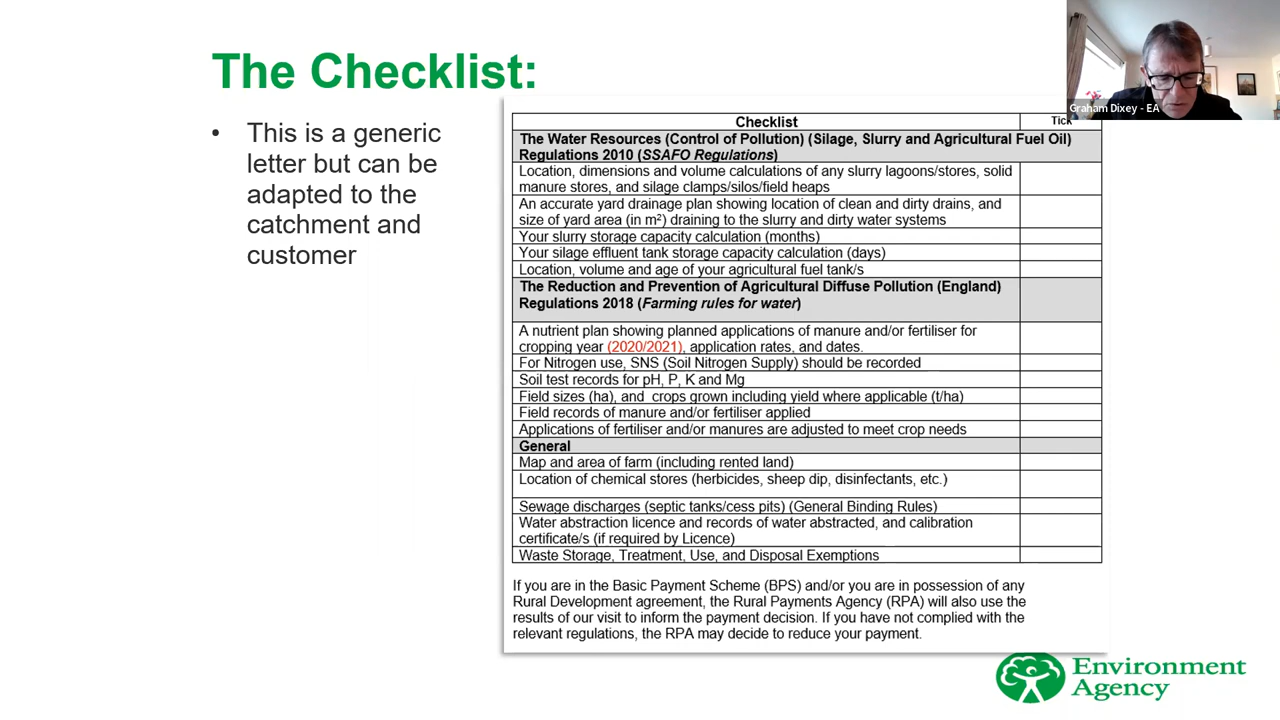 The Checklist:
• This is a generic
letter but can be
adapted to the
catchment and
customer
Graham Dixey - EA
Checklist
Tick
The Water Resources (Control of Pollution) (Silage, Slurry and Agricultural Fuel Oil)
Regulations 2010 (SSAFO Regulations)
Location, dimensions and volume calculations of any slurry lagoons/stores, solid
manure stores, and silage clamps/silos/field heaps
An accurate yard drainage plan showing location of clean and dirty drains, and
size of yard area (in m²) draining to the slurry and dirty water systems
Your slurry storage capacity calculation (months)
Your silage effluent tank storage capacity calculation (days)
Location, volume and age of your agricultural fuel tank/s
The Reduction and Prevention of Agricultural Diffuse Pollution (England)
Regulations 2018 (Farming rules for water)
A nutrient plan showing planned applications of manure and/or fertiliser for
cropping year (2020/2021), application rates, and dates.
For Nitrogen use, SNS (Soil Nitrogen Supply) should be recorded
Soil test records for pH, P, K and Mg
Field sizes (ha), and crops grown including yield where applicable (t/ha)
Field records of manure and/or fertiliser applied
Applications of fertiliser and/or manures are adjusted to meet crop needs
General
Map and area of farm (including rented land)
Location of chemical stores (herbicides, sheep dip, disinfectants, etc.)
Sewage discharges (septic tanks/cess pits) (General Binding Rules)
Water abstraction licence and records of water abstracted, and calibration
certificate/s (if required by Licence)
Waste Storage, Treatment, Use, and Disposal Exemptions
If you are in the Basic Payment Scheme (BPS) and/or you are in possession of any
Rural Development agreement, the Rural Payments Agency (RPA) will also use the
results of our visit to inform the payment decision. If you have not complied with the
relevant regulations, the RPA may decide to reduce your payment.
Environment
Agency